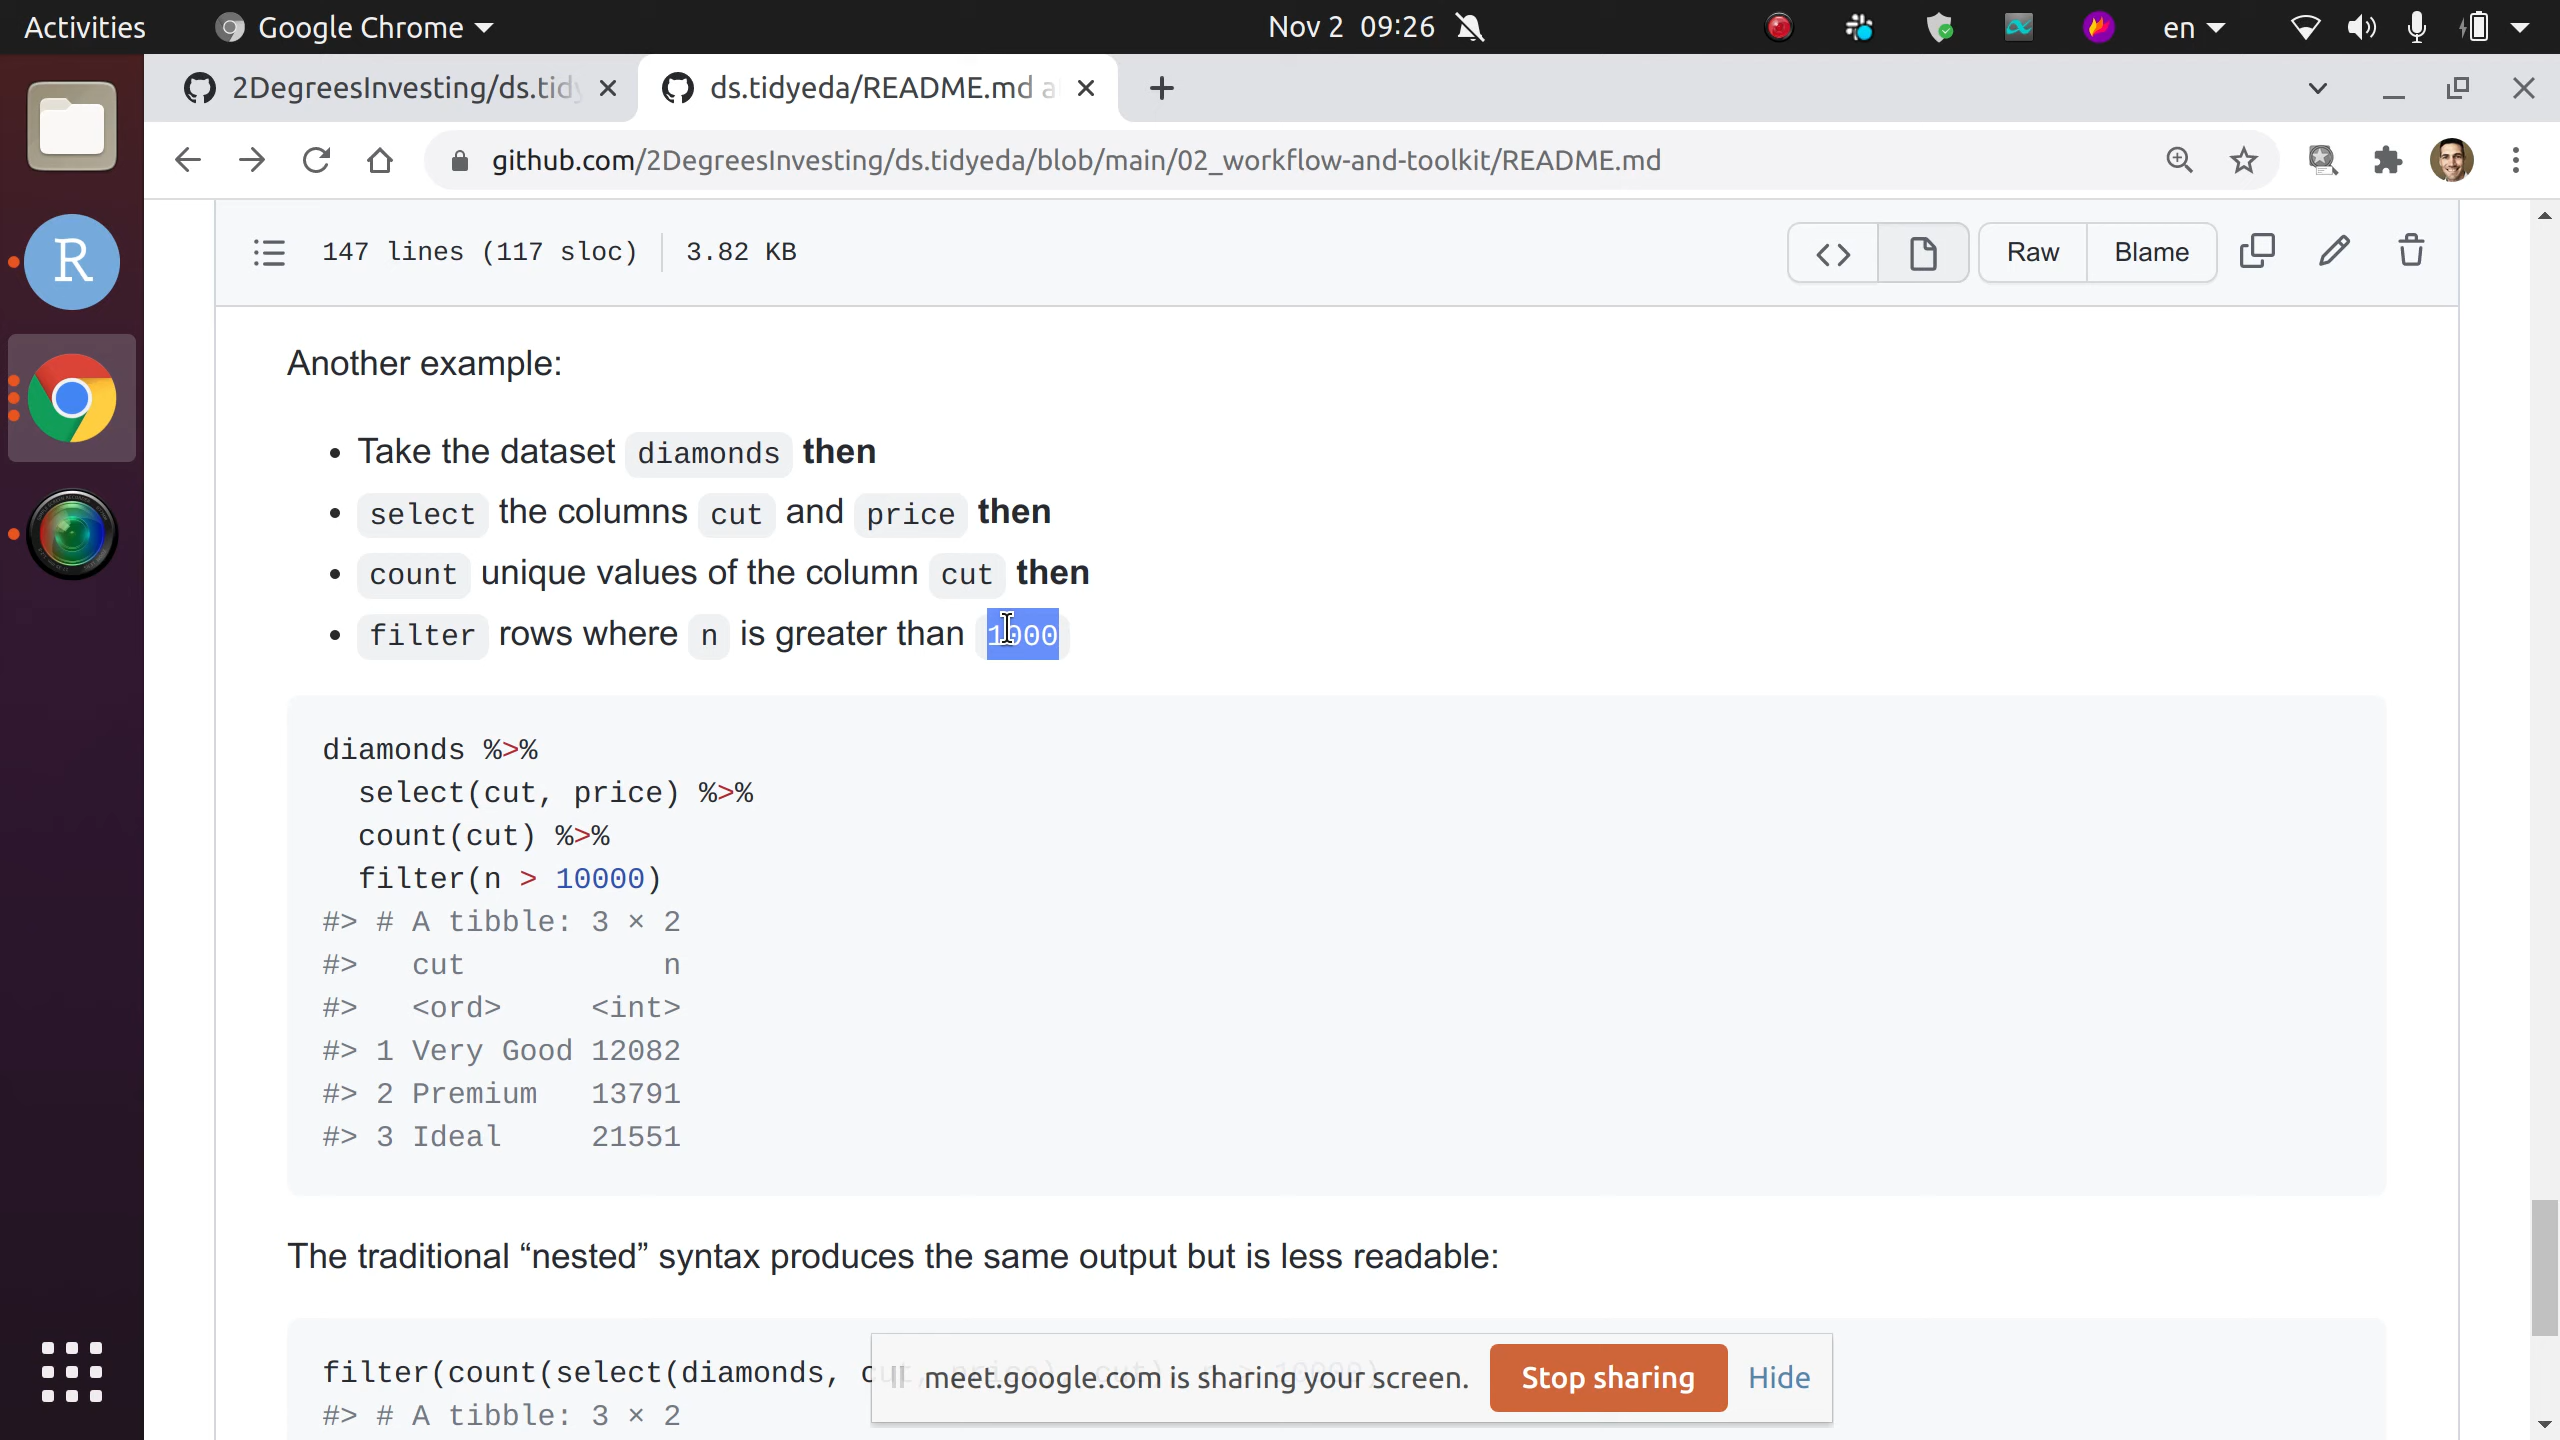 Activities Google Chrome Nov 2 09:26 en
2DegreesInvesting/ds.tidy ds.tidyeda/README.md a
github.com/2DegreesInvesting/ds.tidyeda/blob/main/02_workflow-and-toolkit/README.md
147 lines (117 sloc) 3.82 KB Raw Blame
Another example:
• Take the dataset diamonds then
• select the columns cut and price then
• count unique values of the column cut then
• filter rows where n is greater than 1000
diamonds %>%
  select(cut, price) %>%
  count(cut) %>%
  filter(n > 10000)
#> # A tibble: 3 × 2
#>   cut           n
#>   <ord>     <int>
#> 1 Very Good 12082
#> 2 Premium   13791
#> 3 Ideal     21551
The traditional “nested” syntax produces the same output but is less readable:
filter(count(select(diamonds, cut, price), cut), n > 10000)
meet.google.com is sharing your screen. Stop sharing Hide
#> # A tibble: 3 × 2